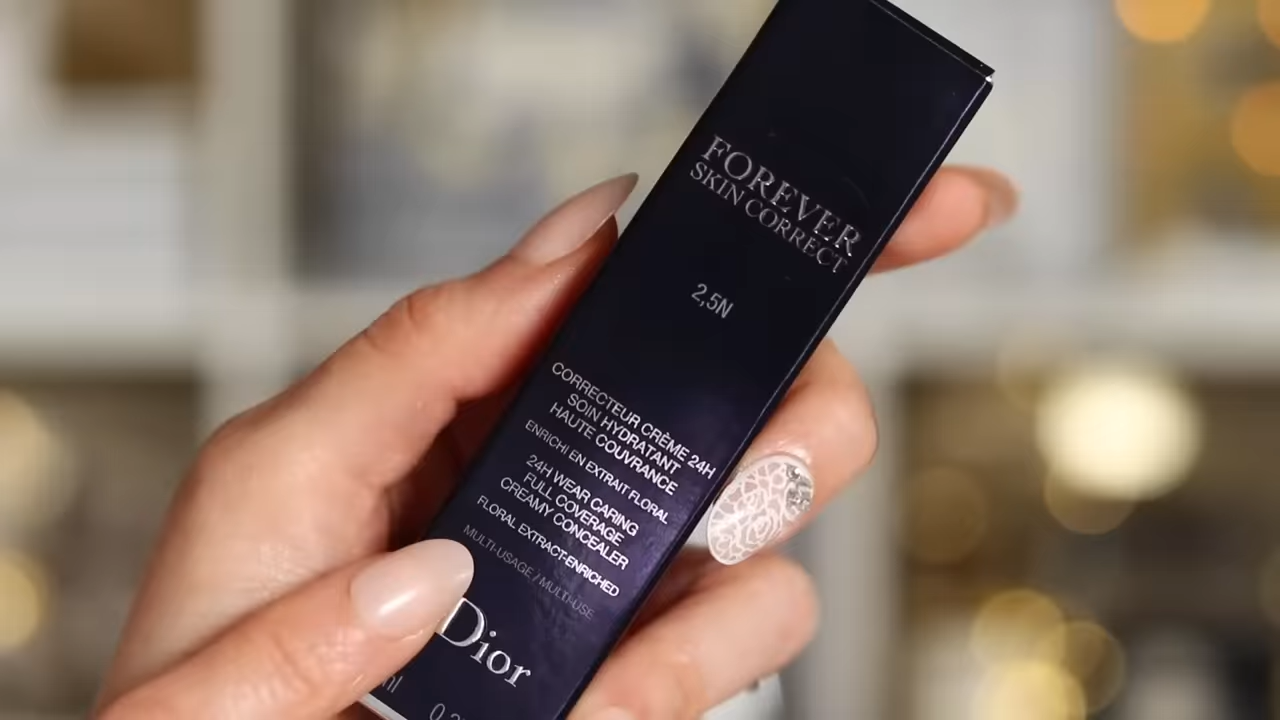 FOREVER
SKIN CORRECT
2,5N
CORRECTEUR CRÈME 24H
SOIN HYDRATANT
HAUTE COUVRANCE
ENRICHI EN EXTRAIT FLORAL
24H WEAR CARING
FULL COVERAGE
CREAMY CONCEALER
FLORAL EXTRACT-ENRICHED
MULTI-USAGE / MULTI-USE
Dior